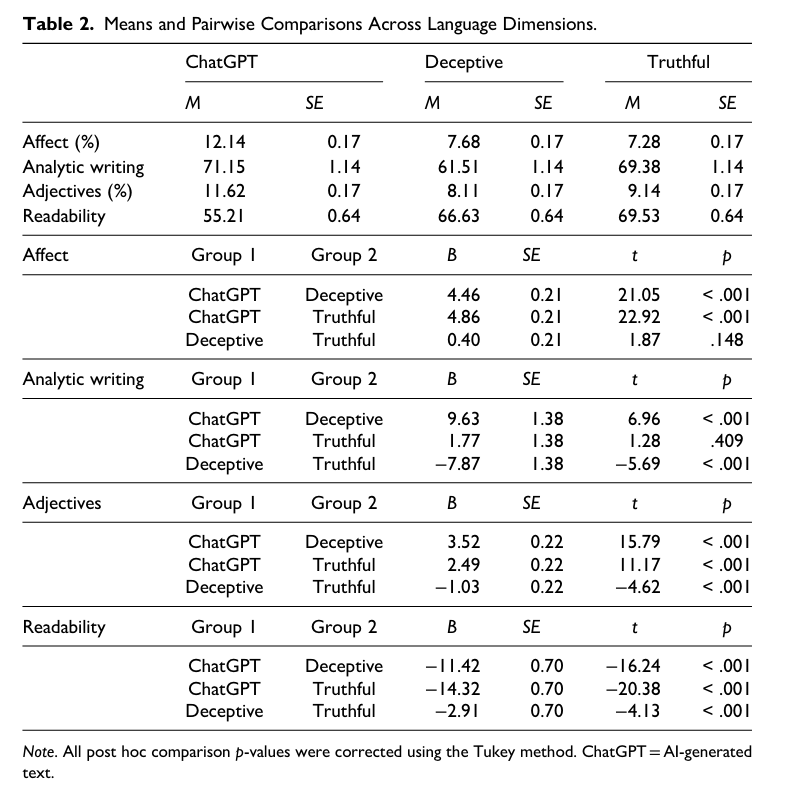 Table 2. Means and Pairwise Comparisons Across Language Dimensions.
ChatGPT Deceptive Truthful
M SE M SE M SE
Affect (%) 12.14 0.17 7.68 0.17 7.28 0.17
Analytic writing 71.15 1.14 61.51 1.14 69.38 1.14
Adjectives (%) 11.62 0.17 8.11 0.17 9.14 0.17
Readability 55.21 0.64 66.63 0.64 69.53 0.64
Affect Group 1 Group 2 B SE t p
ChatGPT Deceptive 4.46 0.21 21.05 < .001
ChatGPT Truthful 4.86 0.21 22.92 < .001
Deceptive Truthful 0.40 0.21 1.87 .148
Analytic writing Group 1 Group 2 B SE t p
ChatGPT Deceptive 9.63 1.38 6.96 < .001
ChatGPT Truthful 1.77 1.38 1.28 .409
Deceptive Truthful −7.87 1.38 −5.69 < .001
Adjectives Group 1 Group 2 B SE t p
ChatGPT Deceptive 3.52 0.22 15.79 < .001
ChatGPT Truthful 2.49 0.22 11.17 < .001
Deceptive Truthful −1.03 0.22 −4.62 < .001
Readability Group 1 Group 2 B SE t p
ChatGPT Deceptive −11.42 0.70 −16.24 < .001
ChatGPT Truthful −14.32 0.70 −20.38 < .001
Deceptive Truthful −2.91 0.70 −4.13 < .001
Note. All post hoc comparison p-values were corrected using the Tukey method. ChatGPT = AI-generated
text.